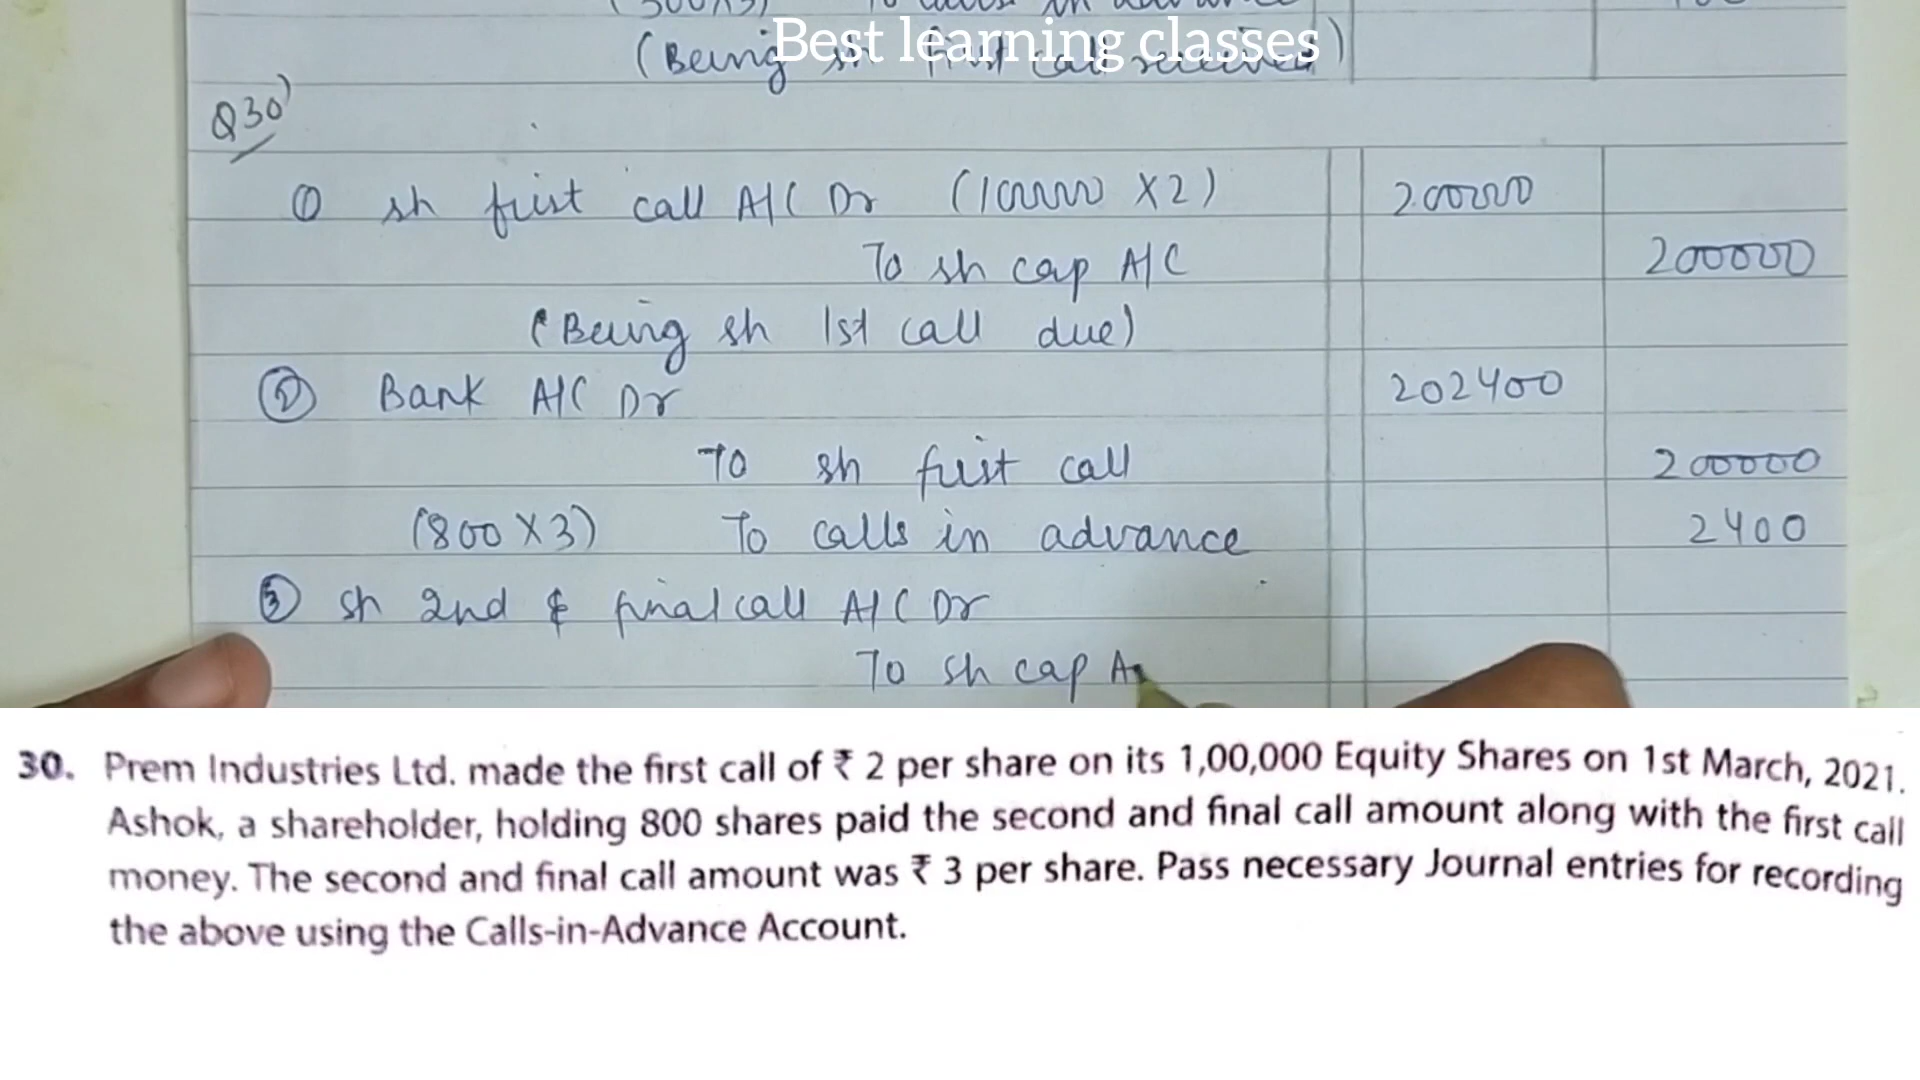 Best learning classes
(Being sh first call received)
Q30)
① sh first call A/C Dr (100000 X2) 200000
To sh cap A/C 200000
(Being sh 1st call due)
② Bank A/C Dr 202400
To sh first call 200000
(800 X 3) To calls in advance 2400
③ sh 2nd & final call A/C Dr
To sh cap A
30. Prem Industries Ltd. made the first call of ₹ 2 per share on its 1,00,000 Equity Shares on 1st March, 2021.
Ashok, a shareholder, holding 800 shares paid the second and final call amount along with the first call
money. The second and final call amount was ₹ 3 per share. Pass necessary Journal entries for recording
the above using the Calls-in-Advance Account.